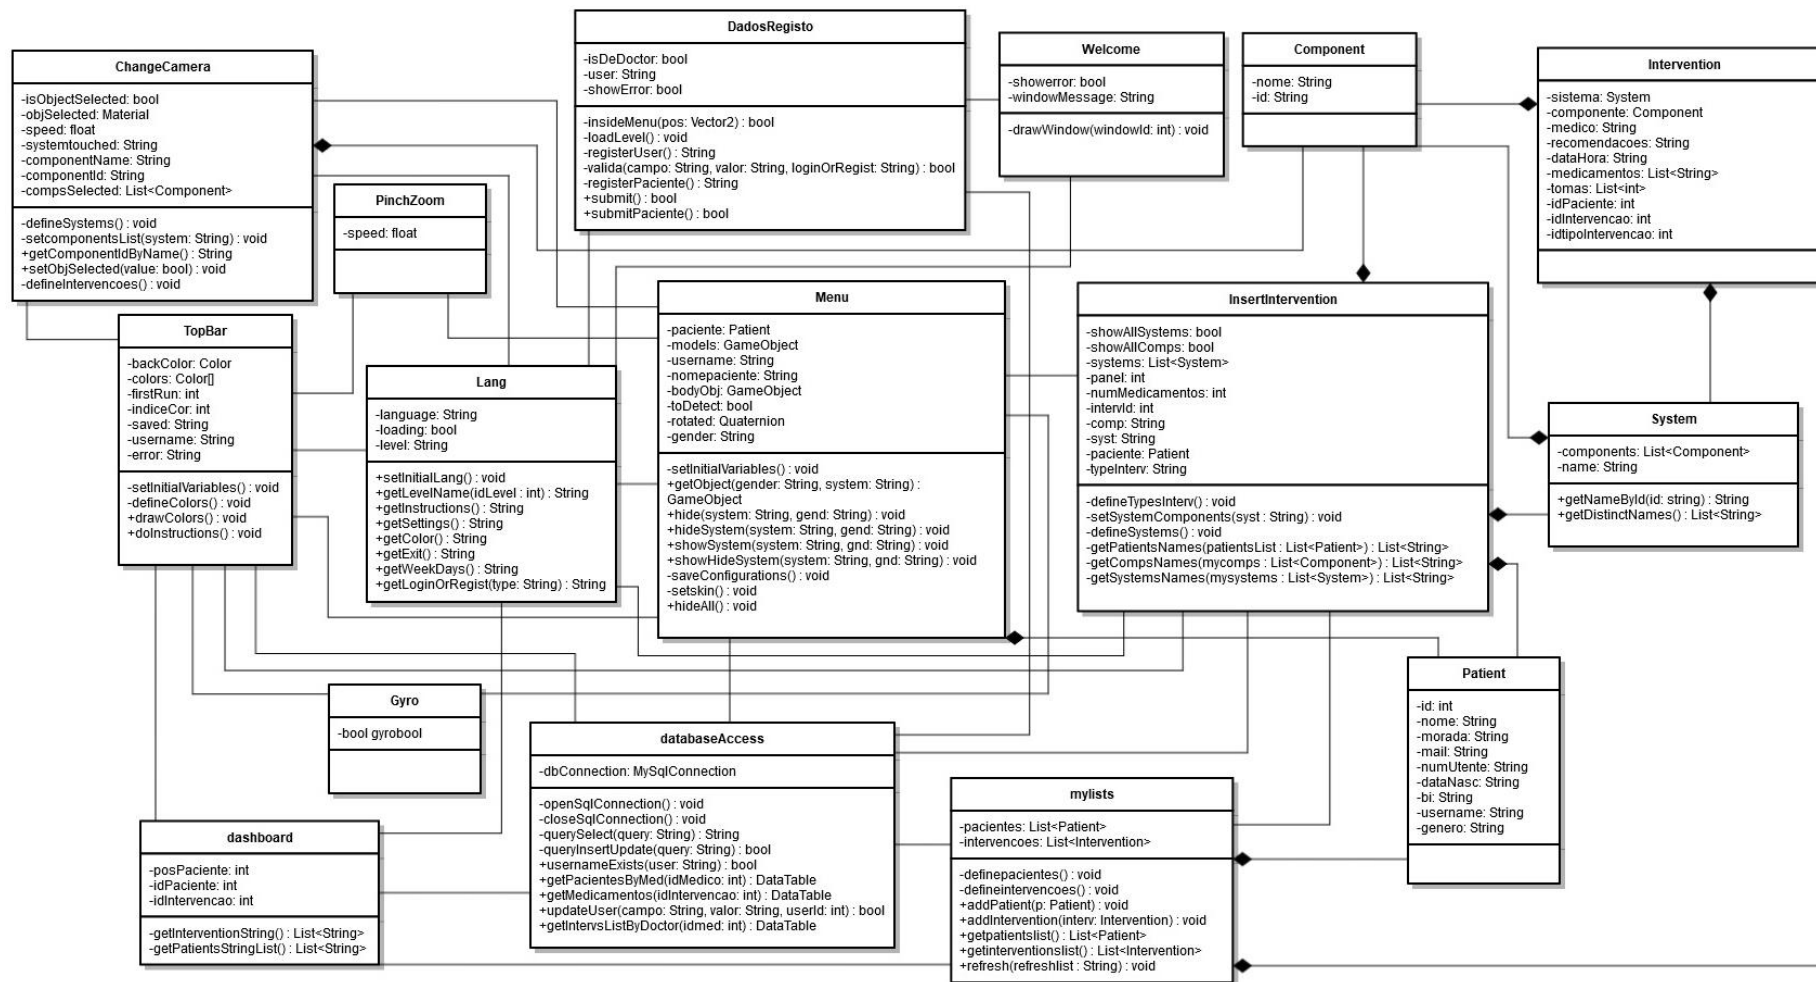 DadosRegisto
-isDeDoctor: bool
-user: String
-showError: bool
-insideMenu(pos: Vector2) : bool
-loadLevel() : void
-registerUser() : String
-valida(campo: String, valor: String, loginOrRegist: String) : bool
-registerPaciente() : String
+submit() : bool
+submitPaciente() : bool
Welcome
-showerror: bool
-windowMessage: String
-drawWindow(windowId: int) : void
Component
-nome: String
-id: String
Intervention
-sistema: System
-componente: Component
-medico: String
-recomendacoes: String
-dataHora: String
-medicamentos: List<String>
-tomas: List<int>
-idPaciente: int
-idIntervencao: int
-idtipoIntervencao: int
ChangeCamera
-isObjectSelected: bool
-objSelected: Material
-speed: float
-systemtouched: String
-componentName: String
-componentId: String
-compsSelected: List<Component>
-defineSystems() : void
-setcomponentsList(system: String) : void
+getComponentIdByName() : String
+setObjSelected(value: bool) : void
-defineIntervencoes() : void
PinchZoom
-speed: float
Menu
-paciente: Patient
-models: GameObject
-username: String
-nomepaciente: String
-bodyObj: GameObject
-toDetect: bool
-rotated: Quaternion
-gender: String
-setInitialVariables() : void
+getObject(gender: String, system: String) :
GameObject
+hide(system: String, gend: String) : void
+hideSystem(system: String, gend: String) : void
+showSystem(system: String, gnd: String) : void
+showHideSystem(system: String, gnd: String) : void
-saveConfigurations() : void
-setskin() : void
+hideAll() : void
InsertIntervention
-showAllSystems: bool
-showAllComps: bool
-systems: List<System>
-panel: int
-numMedicamentos: int
-intervId: int
-comp: String
-syst: String
-paciente: Patient
-typeInterv: String
-defineTypesInterv() : void
-setSystemComponents(syst : String) : void
-defineSystems() : void
-getPatientsNames(patientsList : List<Patient>) : List<String>
-getCompsNames(mycomps : List<Component>) : List<String>
-getSystemsNames(mysystems : List<System>) : List<String>
TopBar
-backColor: Color
-colors: Color[]
-firstRun: int
-indiceCor: int
-saved: String
-username: String
-error: String
-setInitialVariables() : void
-defineColors() : void
+drawColors() : void
+doInstructions() : void
Lang
-language: String
-loading: bool
-level: String
+setInitialLang() : void
+getLevelName(idLevel : int) : String
+getInstructions() : String
+getSettings() : String
+getColor() : String
+getExit() : String
+getWeekDays() : String
+getLoginOrRegist(type: String) : String
System
-components: List<Component>
-name: String
+getNameById(id: string) : String
+getDistinctNames() : List<String>
Gyro
-bool gyrobool
Patient
-id: int
-nome: String
-morada: String
-mail: String
-numUtente: String
-dataNasc: String
-bi: String
-username: String
-genero: String
databaseAccess
-dbConnection: MySqlConnection
-openSqlConnection() : void
-closeSqlConnection() : void
-querySelect(query: String) : String
-queryInsertUpdate(query: String) : bool
+usernameExists(user: String) : bool
+getPacientesByMed(idMedico: int) : DataTable
+getMedicamentos(idIntervencao: int) : DataTable
+updateUser(campo: String, valor: String, userId: int) : bool
+getIntervsListByDoctor(idmed: int) : DataTable
mylists
-pacientes: List<Patient>
-intervencoes: List<Intervention>
-definepacientes() : void
-defineintervencoes() : void
+addPatient(p: Patient) : void
+addIntervention(interv: Intervention) : void
+getpatientslist() : List<Patient>
+getinterventionslist() : List<Intervention>
+refresh(refreshlist : String) : void
dashboard
-posPaciente: int
-idPaciente: int
-idIntervencao: int
-getInterventionString() : List<String>
-getPatientsStringList() : List<String>